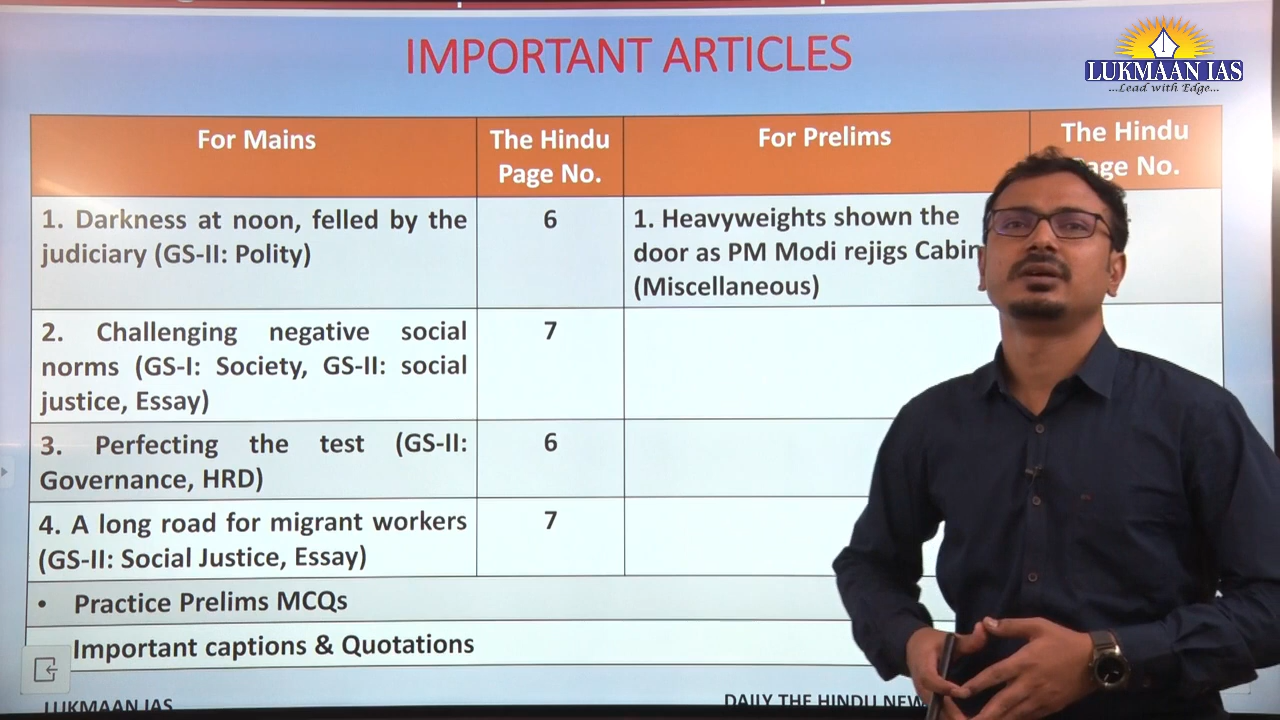 IMPORTANT ARTICLES
LUKMAAN IAS
...Lead with Edge...
For Mains
The Hindu
Page No.
For Prelims
The Hindu
No.
1. Darkness at noon, felled by the
judiciary (GS-II: Polity)
6
1. Heavyweights shown the
door as PM Modi rejigs
(Miscellaneous)
2. Challenging negative social
norms (GS-I: Society, GS-II: social
justice, Essay)
7
3. Perfecting the test (GS-II:
Governance, HRD)
6
4. A long road for migrant workers
(GS-II: Social Justice, Essay)
7
• Practice Prelims MCQs
Important captions & Quotations
LUKMAAN IAS
DAILY THE HINDU